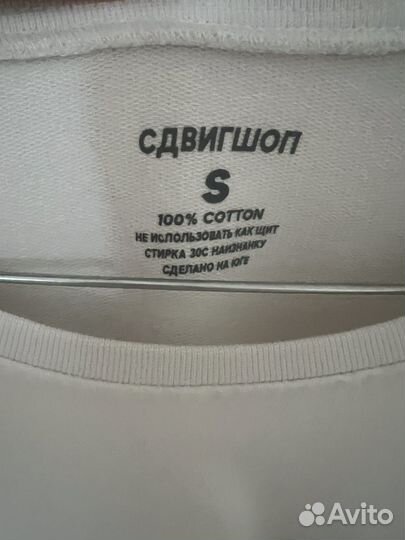 СДВИГШОП
S
100% COTTON
НЕ ИСПОЛЬЗОВАТЬ КАК ЩИТ
СТИРКА 30С НАИЗНАНКУ
СДЕЛАНО НА ЮГЕ
Avito